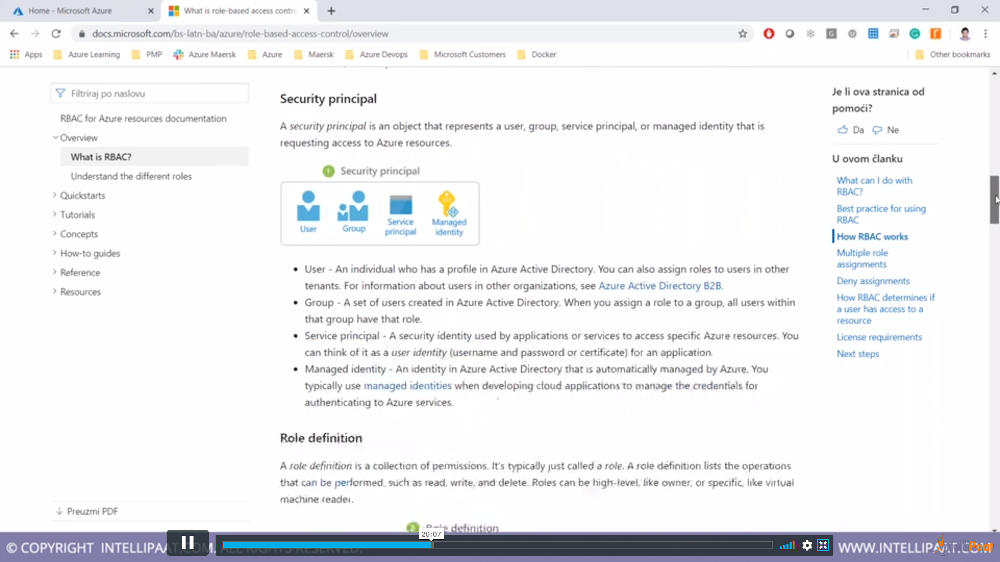 Home - Microsoft Azure
What is role-based access contro
docs.microsoft.com/bs-latn-ba/azure/role-based-access-control/overview
Apps
Azure Learning
PMP
Azure Maersk
Azure
Maersk
Azure Devops
Microsoft Customers
Docker
Other bookmarks
Filtriraj po naslovu
RBAC for Azure resources documentation
Overview
What is RBAC?
Understand the different roles
Quickstarts
Tutorials
Concepts
How-to guides
Reference
Resources
Preuzmi PDF
Security principal
A security principal is an object that represents a user, group, service principal, or managed identity that is
requesting access to Azure resources.
1 Security principal
User
Group
Service
principal
Managed
identity
• User - An individual who has a profile in Azure Active Directory. You can also assign roles to users in other
tenants. For information about users in other organizations, see Azure Active Directory B2B.
• Group - A set of users created in Azure Active Directory. When you assign a role to a group, all users within
that group have that role.
• Service principal - A security identity used by applications or services to access specific Azure resources. You
can think of it as a user identity (username and password or certificate) for an application.
• Managed identity - An identity in Azure Active Directory that is automatically managed by Azure. You
typically use managed identities when developing cloud applications to manage the credentials for
authenticating to Azure services.
Role definition
A role definition is a collection of permissions. It's typically just called a role. A role definition lists the operations
that can be performed, such as read, write, and delete. Roles can be high-level, like owner, or specific, like virtual
machine reader.
2 Role definition
Je li ova stranica od
pomoći?
Da
Ne
U ovom članku
What can I do with
RBAC?
Best practice for using
RBAC
How RBAC works
Multiple role
assignments
Deny assignments
How RBAC determines if
a user has access to a
resource
License requirements
Next steps
20:07
© COPYRIGHT INTELLIPAAT.COM. ALL RIGHTS RESERVED.
WWW.INTELLIPAAT.COM